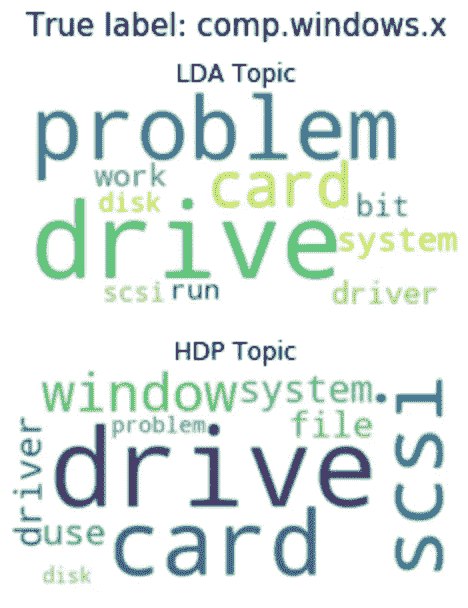 True label: comp.windows.x
LDA Topic
problem
work card
disk bit
drive system
scsi run driver
HDP Topic
window system
problem file
driver drive scsi
use card
disk